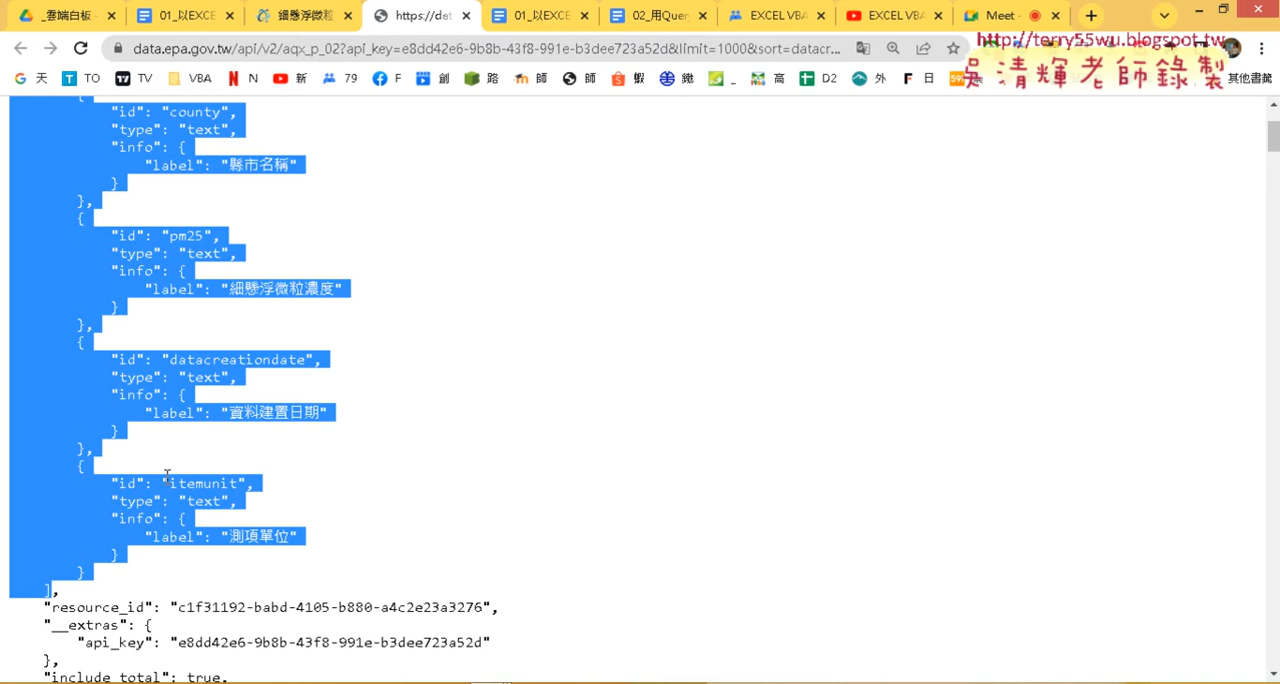 _雲端白板
01_以EXCE
細懸浮微粒
https://dat
01_以EXCE
02_用Quer
EXCEL VBA
EXCEL VBA
Meet -
data.epa.gov.tw/api/v2/aqx_p_02?api_key=e8dd42e6-9b8b-43f8-991e-b3dee723a52d&limit=1000&sort=datacr...
http://terry55wu.blogspot.tw
吳清輝老師錄製
天 TO TV VBA N 新 79 F 創 路 師 師 蝦 _ 高 D2 外 日 其他書籤
"id": "county",
"type": "text",
"info": {
"label": "縣市名稱"
}
},
{
"id": "pm25",
"type": "text",
"info": {
"label": "細懸浮微粒濃度"
}
},
{
"id": "datacreationdate",
"type": "text",
"info": {
"label": "資料建置日期"
}
},
{
"id": "itemunit",
"type": "text",
"info": {
"label": "測項單位"
}
}
],
"resource_id": "c1f31192-babd-4105-b880-a4c2e23a3276",
"__extras": {
"api_key": "e8dd42e6-9b8b-43f8-991e-b3dee723a52d"
},
"include_total": true,